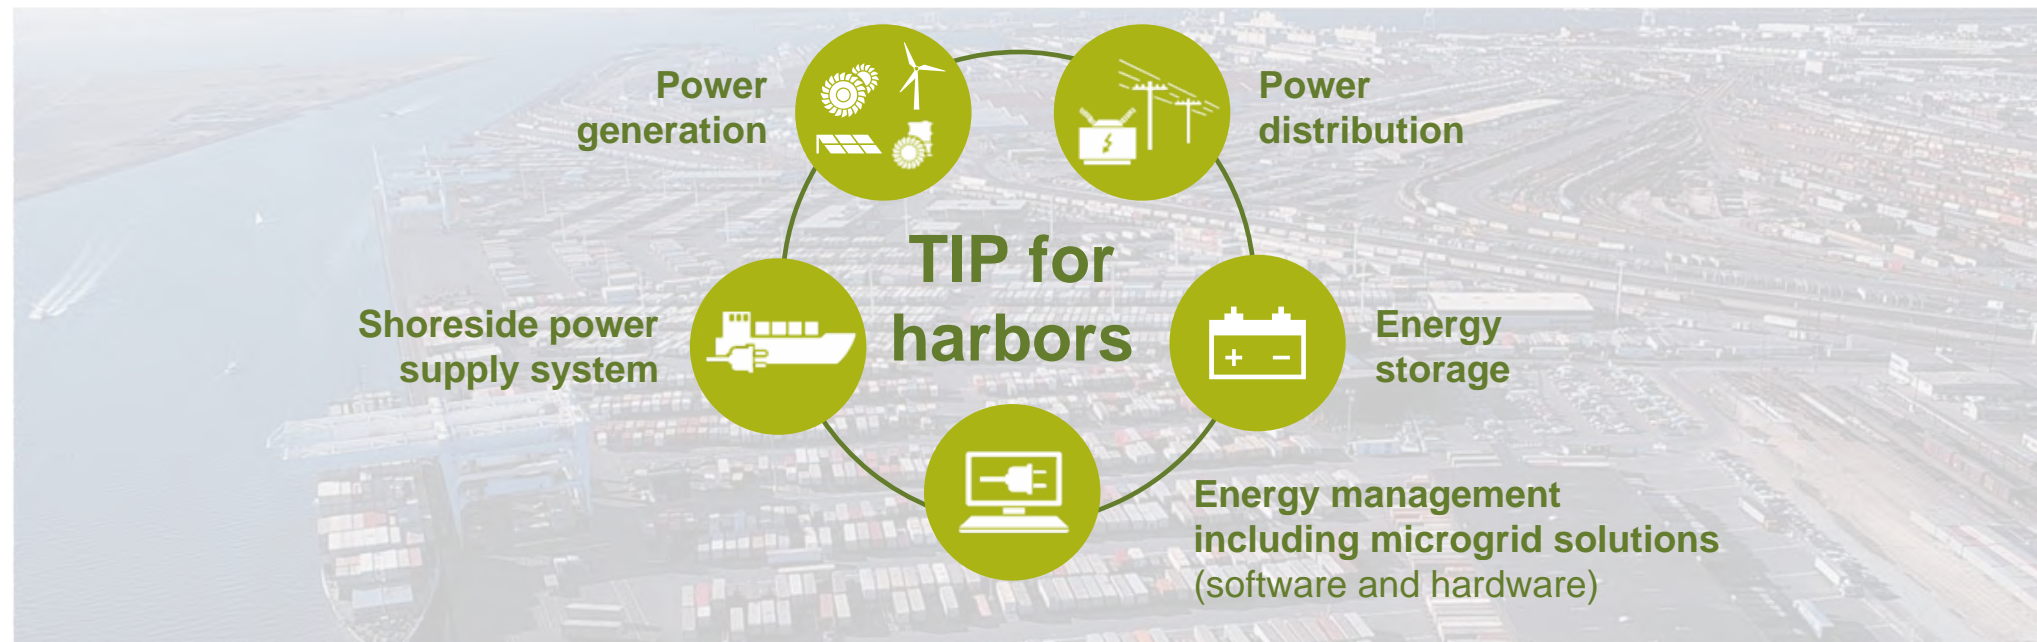 Power
generation
Power
distribution
TIP for
harbors
Shoreside power
supply system
Energy
storage
Energy management
including microgrid solutions
(software and hardware)